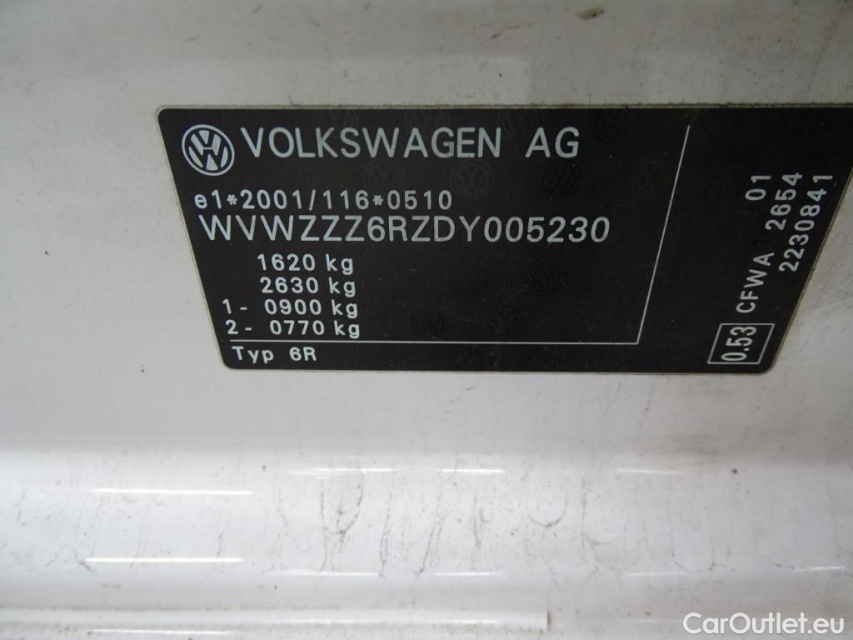 VOLKSWAGEN AG
e1*2001/116*0510
WVWZZZ6RZDY005230
1620 kg
2630 kg
1- 0900 kg
2- 0770 kg
Typ 6R
01
CFWA 2654
2230841
0.53
CarOutlet.eu